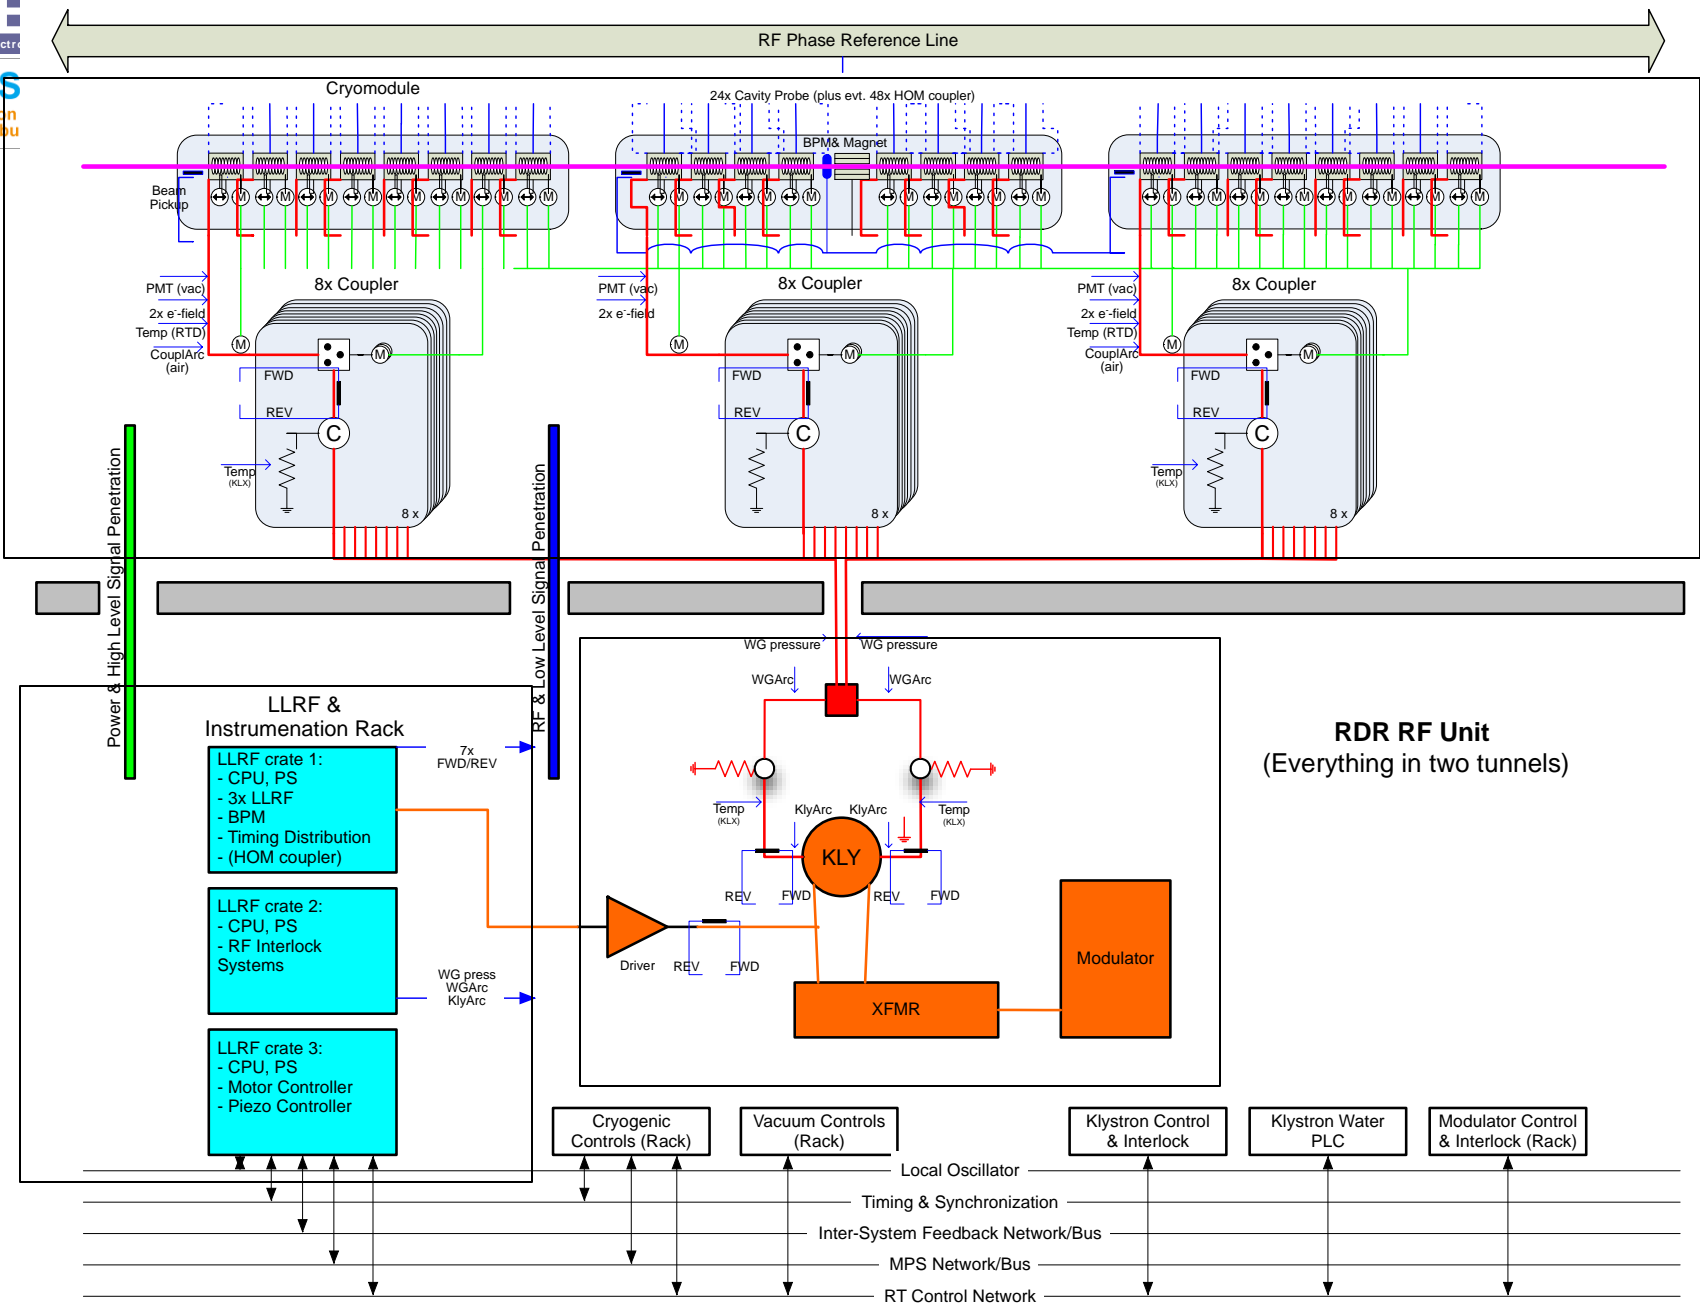 RF Phase Reference Line
ctr
S
on
bu
Cryomodule
24x Cavity Probe (plus evt. 48x HOM coupler)
BPM& Magnet
Beam
Pickup
M M M M M M M M
M M M M M M M M
M M M M M M M M
PMT (vac)
2x e-field
Temp (RTD)
CouplArc
(air)
8x Coupler
M
M
FWD
REV
C
Temp
(KLX)
8 x
PMT (vac)
2x e-field
8x Coupler
M
M
FWD
REV
C
Temp
(KLX)
8 x
PMT (vac)
2x e-field
Temp (RTD)
CouplArc
(air)
8x Coupler
M
M
FWD
REV
C
Temp
(KLX)
8 x
Power & High Level Signal Penetration
RF & Low Level Signal Penetration
WG pressure
WG pressure
WGArc
WGArc
Temp
(KLX)
KlyArc
KlyArc
Temp
(KLX)
KLY
REV
FWD
REV
FWD
Driver
REV
FWD
XFMR
Modulator
RDR RF Unit
(Everything in two tunnels)
LLRF &
Instrumenation Rack
LLRF crate 1:
- CPU, PS
- 3x LLRF
- BPM
- Timing Distribution
- (HOM coupler)
7x
FWD/REV
LLRF crate 2:
- CPU, PS
- RF Interlock
Systems
WG press
WGArc
KlyArc
LLRF crate 3:
- CPU, PS
- Motor Controller
- Piezo Controller
Cryogenic
Controls (Rack)
Vacuum Controls
(Rack)
Klystron Control
& Interlock
Klystron Water
PLC
Modulator Control
& Interlock (Rack)
Local Oscillator
Timing & Synchronization
Inter-System Feedback Network/Bus
MPS Network/Bus
RT Control Network